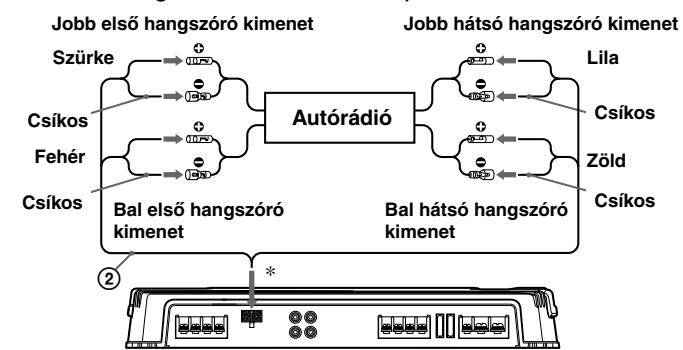 Jobb első hangszóró kimenet
Jobb hátsó hangszóró kimenet
Szürke
Lila
Csíkos
Csíkos
Autórádió
Fehér
Zöld
Csíkos
Csíkos
Bal első hangszóró
kimenet
Bal hátsó hangszóró
kimenet
②
*